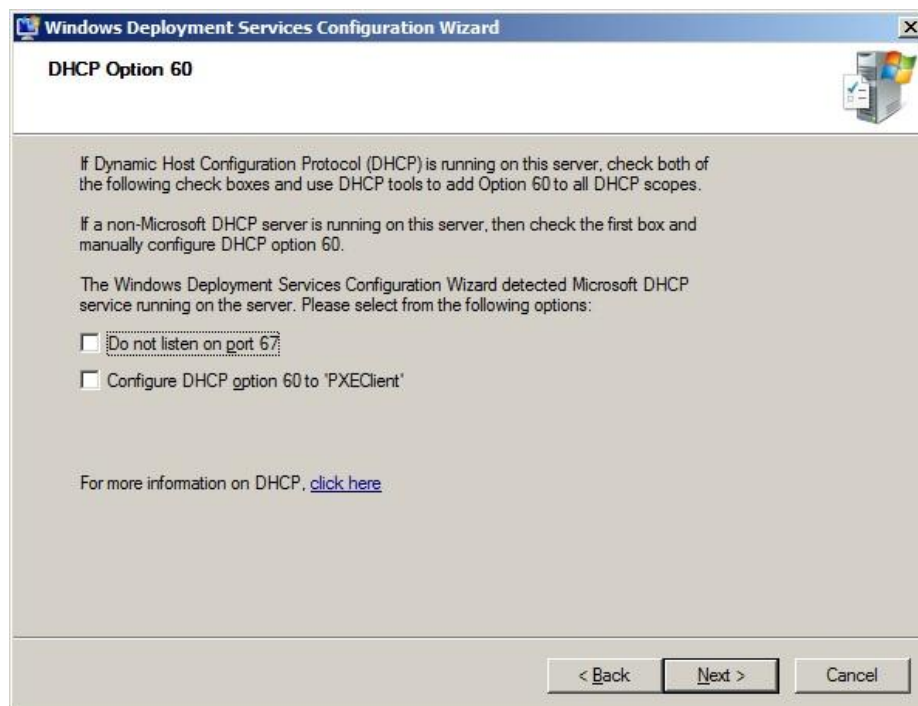 Windows Deployment Services Configuration Wizard
DHCP Option 60
If Dynamic Host Configuration Protocol (DHCP) is running on this server, check both of
the following check boxes and use DHCP tools to add Option 60 to all DHCP scopes.
If a non-Microsoft DHCP server is running on this server, then check the first box and
manually configure DHCP option 60.
The Windows Deployment Services Configuration Wizard detected Microsoft DHCP
service running on the server. Please select from the following options:
Do not listen on port 67
Configure DHCP option 60 to 'PXEClient'
For more information on DHCP, click here
< Back Next > Cancel